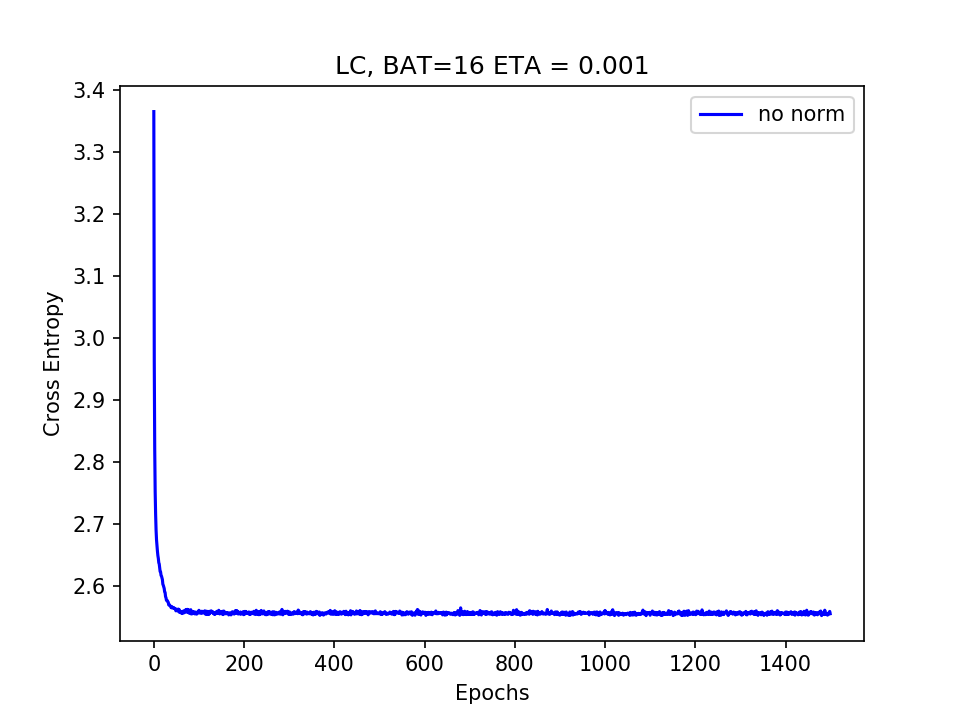 LC, BAT=16 ETA = 0.001
no norm
3.4
3.3
3.2
3.1
3.0
2.9
2.8
2.7
2.6
Cross Entropy
0 200 400 600 800 1000 1200 1400
Epochs